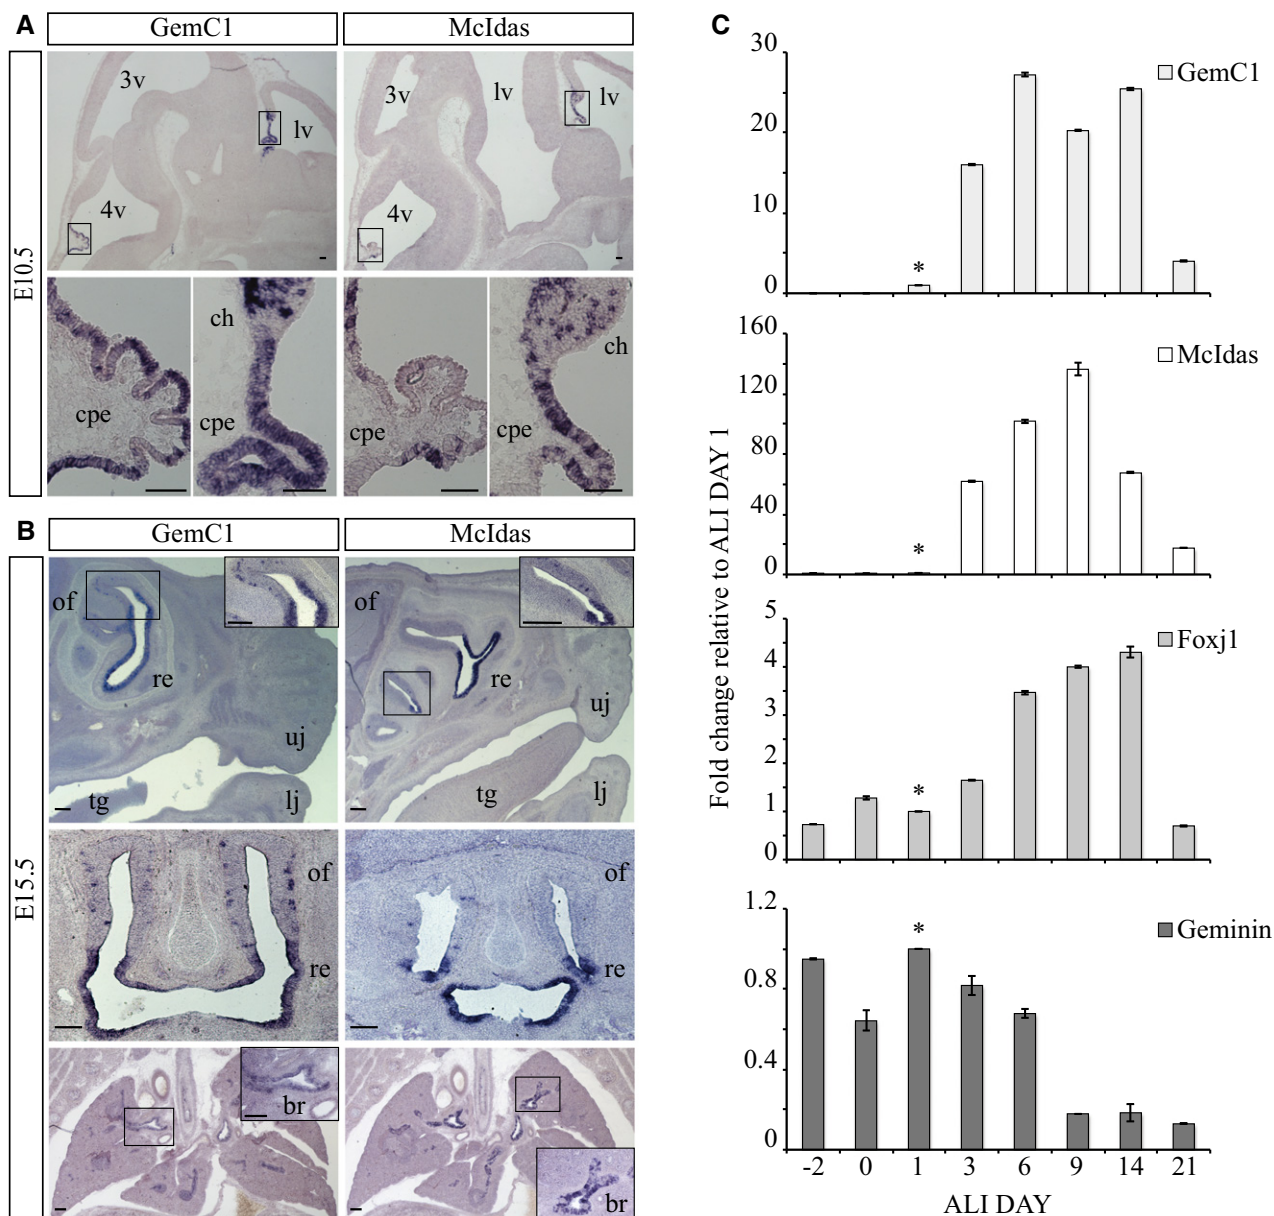 A
GemC1
McIdas
E10.5
3v
lv
4v
3v
lv
lv
4v
cpe
ch
cpe
cpe
ch
cpe
B
GemC1
McIdas
E15.5
of
re
uj
tg
lj
of
re
uj
tg
lj
of
re
of
re
br
br
C
Fold change relative to ALI DAY 1
30
20
10
0
*
GemC1
160
120
80
40
0
*
McIdas
5
4
3
2
1
0
*
Foxj1
1.2
0.8
0.4
0
*
Geminin
-2 0 1 3 6 9 14 21
ALI DAY